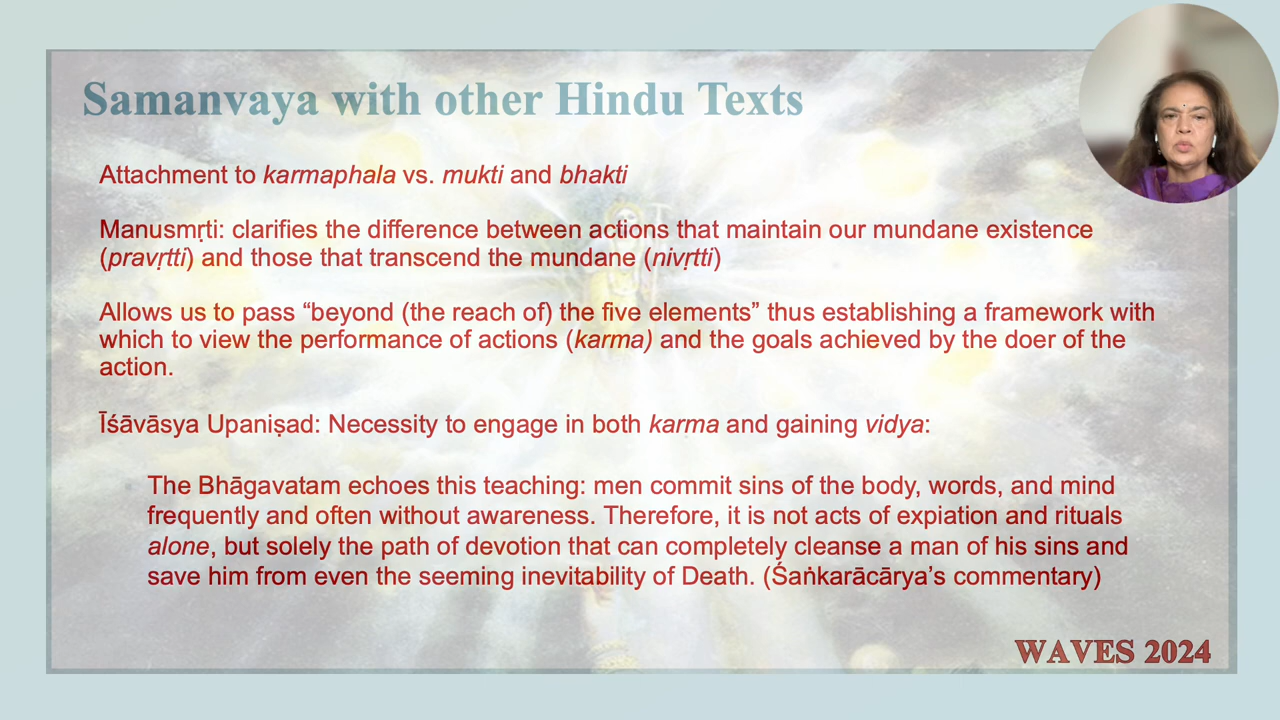 Samanvaya with other Hindu Texts
Attachment to karmaphala vs. mukti and bhakti
Manusmṛti: clarifies the difference between actions that maintain our mundane existence
(pravṛtti) and those that transcend the mundane (nivṛtti)
Allows us to pass “beyond (the reach of) the five elements” thus establishing a framework with
which to view the performance of actions (karma) and the goals achieved by the doer of the
action.
Īśāvāsya Upaniṣad: Necessity to engage in both karma and gaining vidya:
The Bhāgavatam echoes this teaching: men commit sins of the body, words, and mind
frequently and often without awareness. Therefore, it is not acts of expiation and rituals
alone, but solely the path of devotion that can completely cleanse a man of his sins and
save him from even the seeming inevitability of Death. (Śaṅkarācārya’s commentary)
WAVES 2024